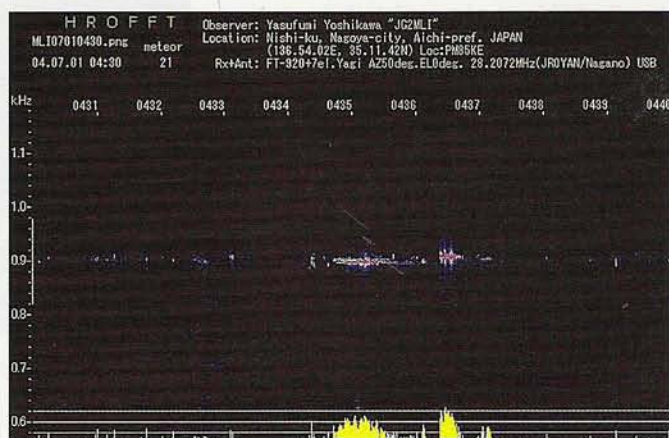 HROFFT
MLI07010430.png meteor
04.07.01 04:30 21
Observer: Yasufumi Yoshikawa "JG2MLI"
Location: Nishi-ku, Nagoya-city, Aichi-pref. JAPAN
(136.54.02E, 35.11.42N) Loc:PM85KE
Rx+Ant: FT-920+7el.Yagi AZ50deg.EL0deg. 28.2072MHz(JR0YAN/Nagano) USB
kHz 0431 0432 0433 0434 0435 0436 0437 0438 0439 0440
1.1
1.0
0.9
0.8
0.7
0.6